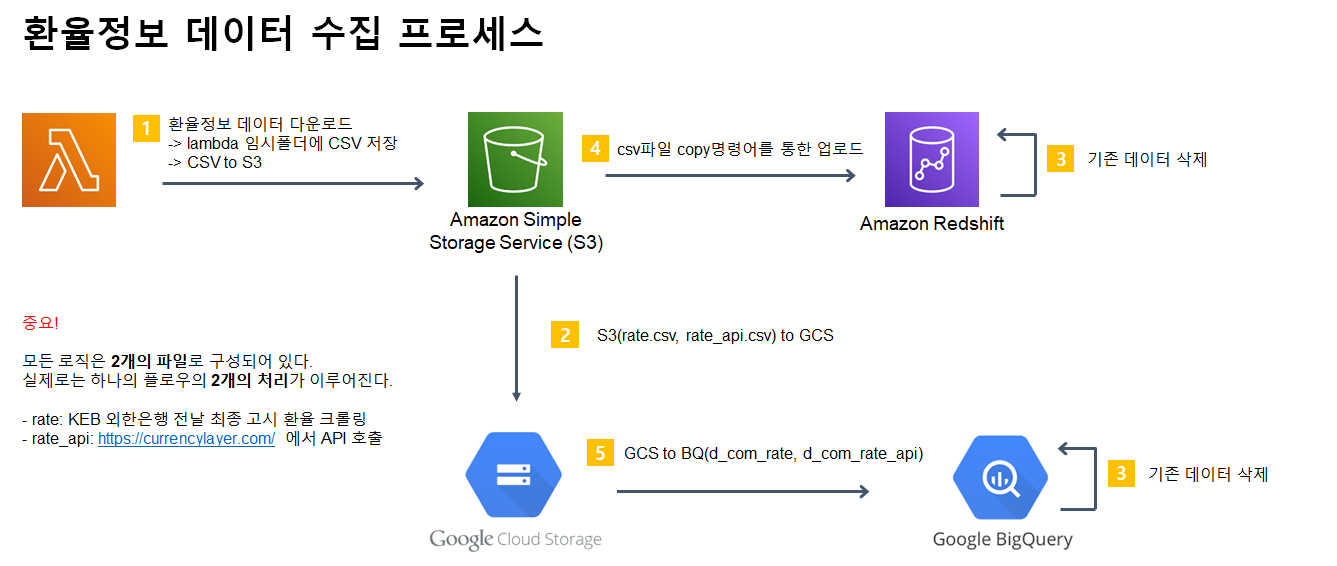 환율정보 데이터 수집 프로세스
1
환율정보 데이터 다운로드
-> lambda 임시폴더에 CSV 저장
-> CSV to S3
Amazon Simple
Storage Service (S3)
4
csv파일 copy명령어를 통한 업로드
Amazon Redshift
3
기존 데이터 삭제
중요!
모든 로직은 2개의 파일로 구성되어 있다.
실제로는 하나의 플로우의 2개의 처리가 이루어진다.
- rate: KEB 외한은행 전날 최종 고시 환율 크롤링
- rate_api: https://currencylayer.com/ 에서 API 호출
2
S3(rate.csv, rate_api.csv) to GCS
Google Cloud Storage
5
GCS to BQ(d_com_rate, d_com_rate_api)
Google BigQuery
3
기존 데이터 삭제